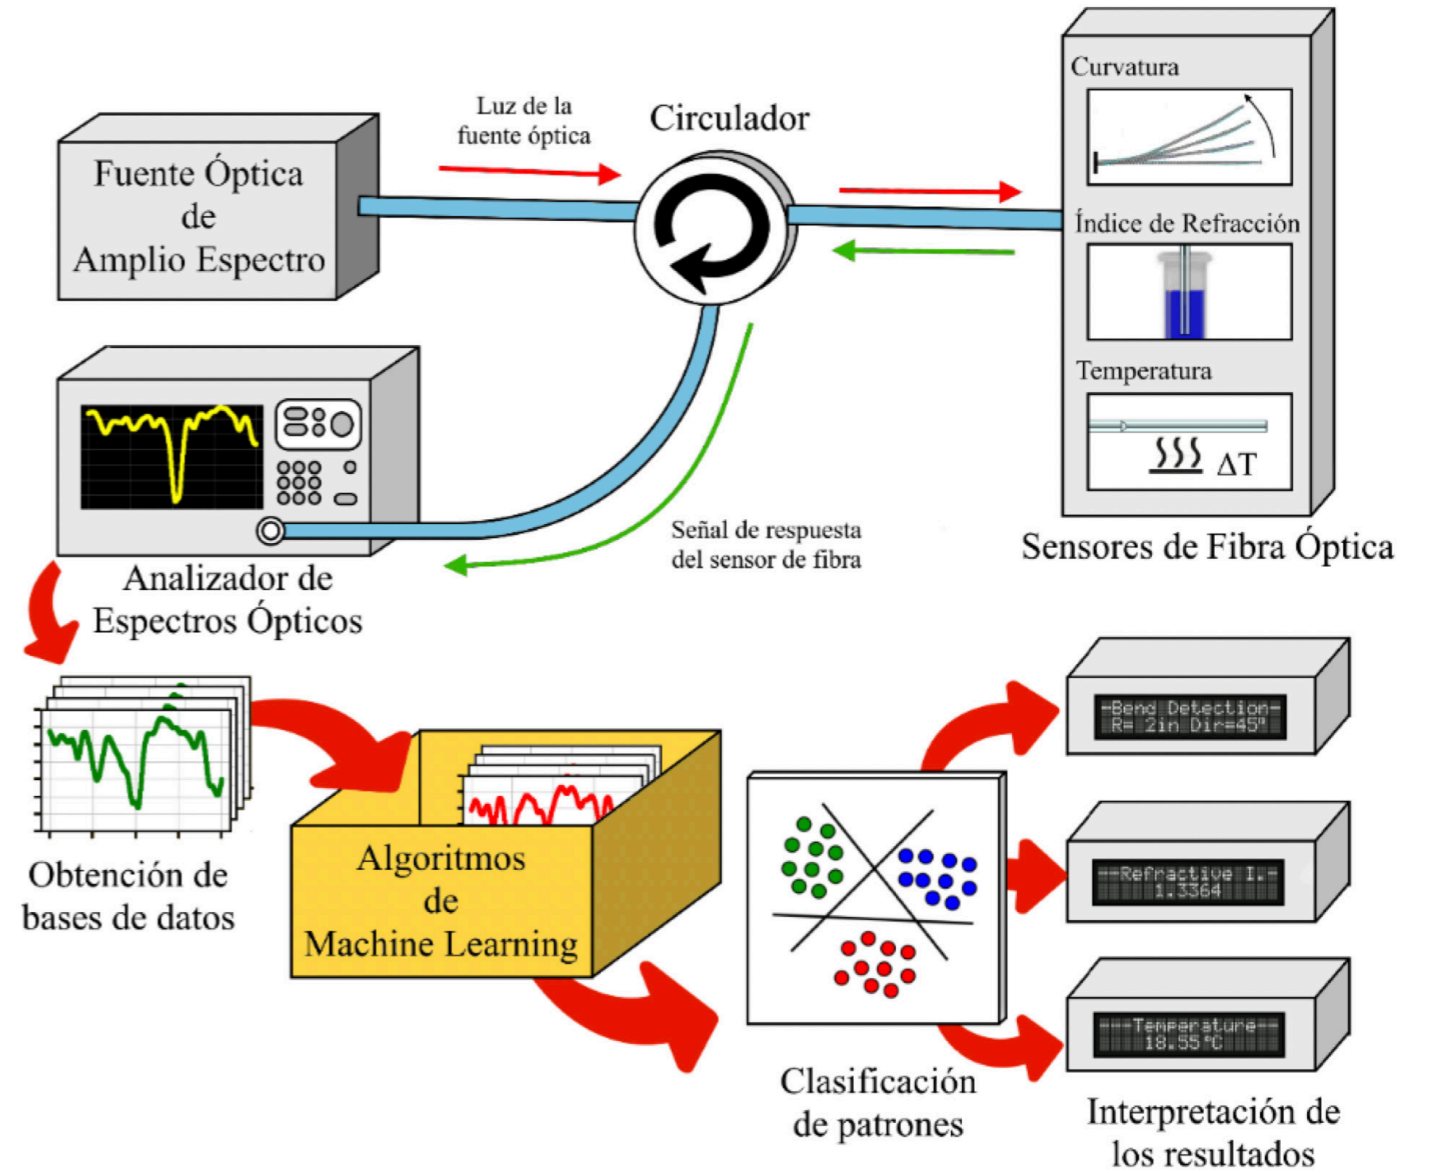 Fuente Óptica
de
Amplio Espectro
Luz de la
fuente óptica
Circulador
Curvatura
Índice de Refracción
Temperatura
ΔT
Sensores de Fibra Óptica
Señal de respuesta
del sensor de fibra
Analizador de
Espectros Ópticos
Obtención de
bases de datos
Algoritmos
de
Machine Learning
Clasificación
de patrones
-Bend Detection-
R= 2in Dir=45º
--Refractive I.-
1.3364
---Temperature--
18.55ºC
Interpretación de
los resultados